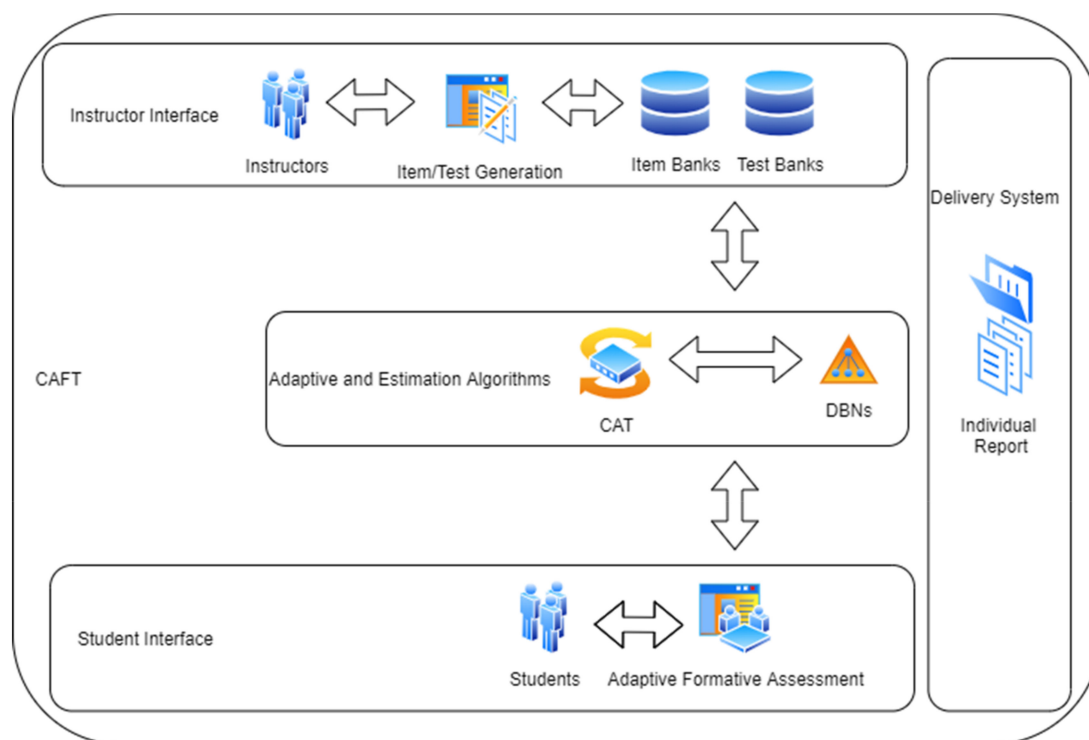 Instructor Interface
Instructors
Item/Test Generation
Item Banks
Test Banks
Delivery System
Individual
Report
CAFT
Adaptive and Estimation Algorithms
CAT
DBNs
Student Interface
Students
Adaptive Formative Assessment